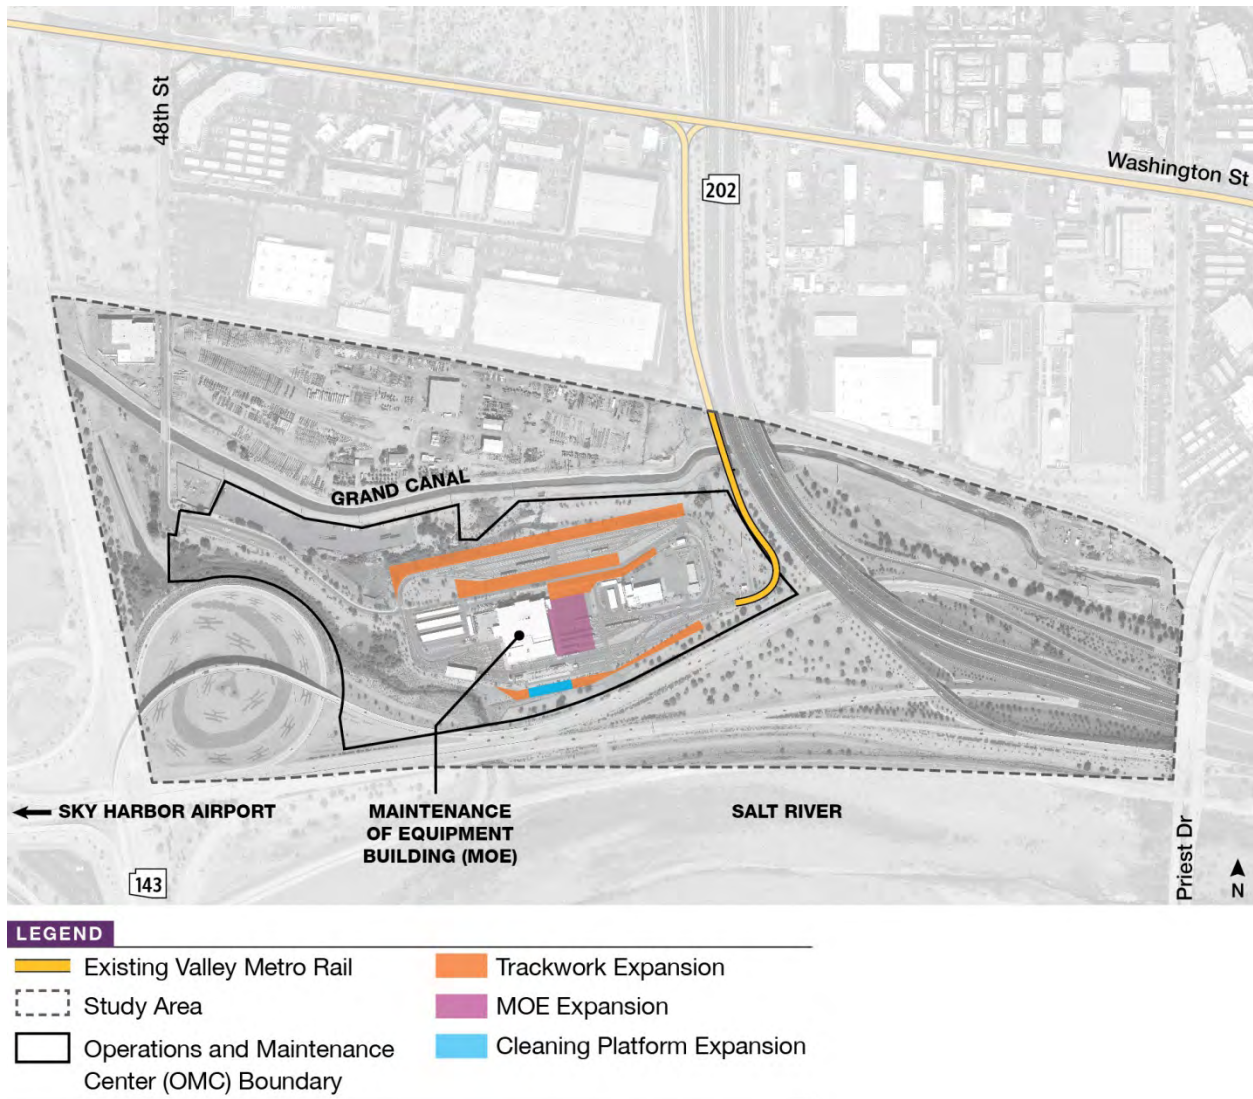 48th St
Washington St
202
GRAND CANAL
SKY HARBOR AIRPORT
MAINTENANCE
OF EQUIPMENT
BUILDING (MOE)
SALT RIVER
Priest Dr
143
N
LEGEND
Existing Valley Metro Rail
Study Area
Operations and Maintenance
Center (OMC) Boundary
Trackwork Expansion
MOE Expansion
Cleaning Platform Expansion